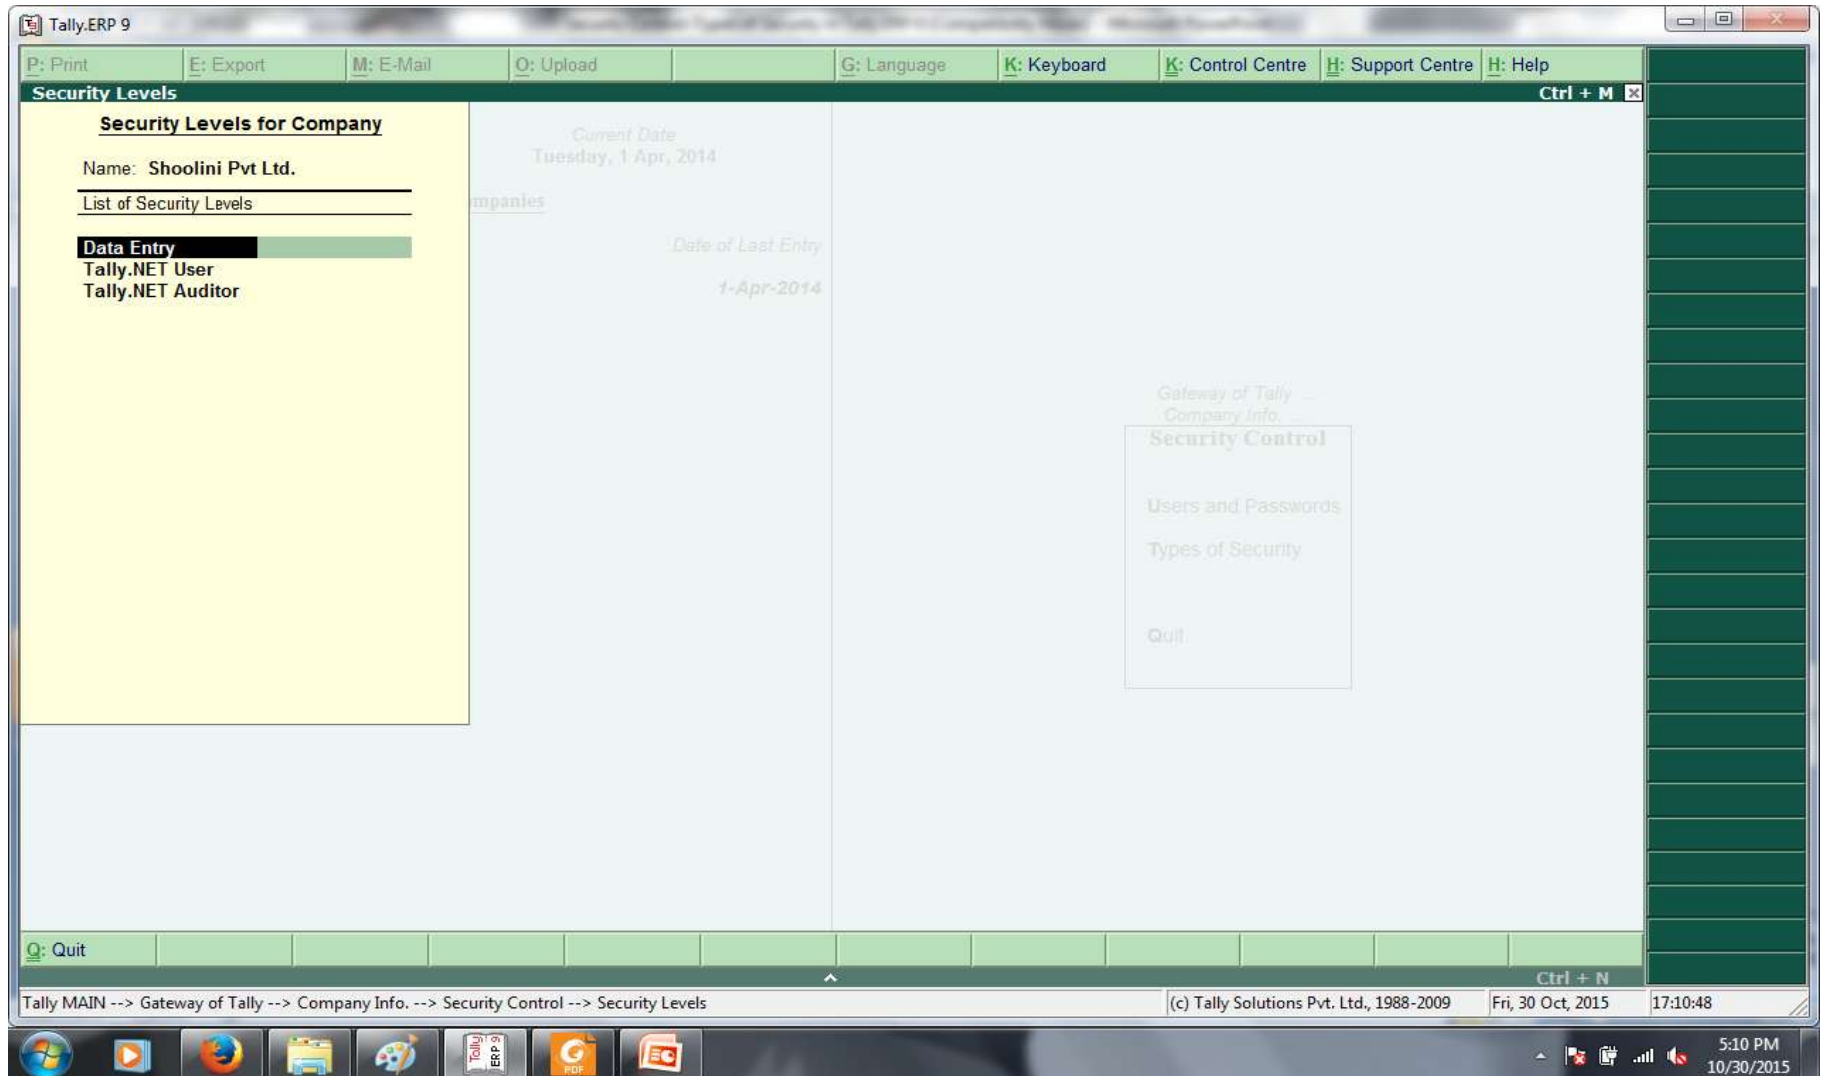 Tally.ERP 9
P: Print E: Export M: E-Mail O: Upload G: Language K: Keyboard K: Control Centre H: Support Centre H: Help
Security Levels Ctrl + M
Security Levels for Company
Name: Shoolini Pvt Ltd.
List of Security Levels
Data Entry
Tally.NET User
Tally.NET Auditor
Current Date
Tuesday, 1 Apr, 2014
mpanies
Date of Last Entry
1-Apr-2014
Gateway of Tally ...
Company Info. ...
Security Control
Users and Passwords
Types of Security
Quit
Q: Quit
Ctrl + N
Tally MAIN --> Gateway of Tally --> Company Info. --> Security Control --> Security Levels (c) Tally Solutions Pvt. Ltd., 1988-2009 Fri, 30 Oct, 2015 17:10:48
Tally
ERP 9
PDF
5:10 PM
10/30/2015